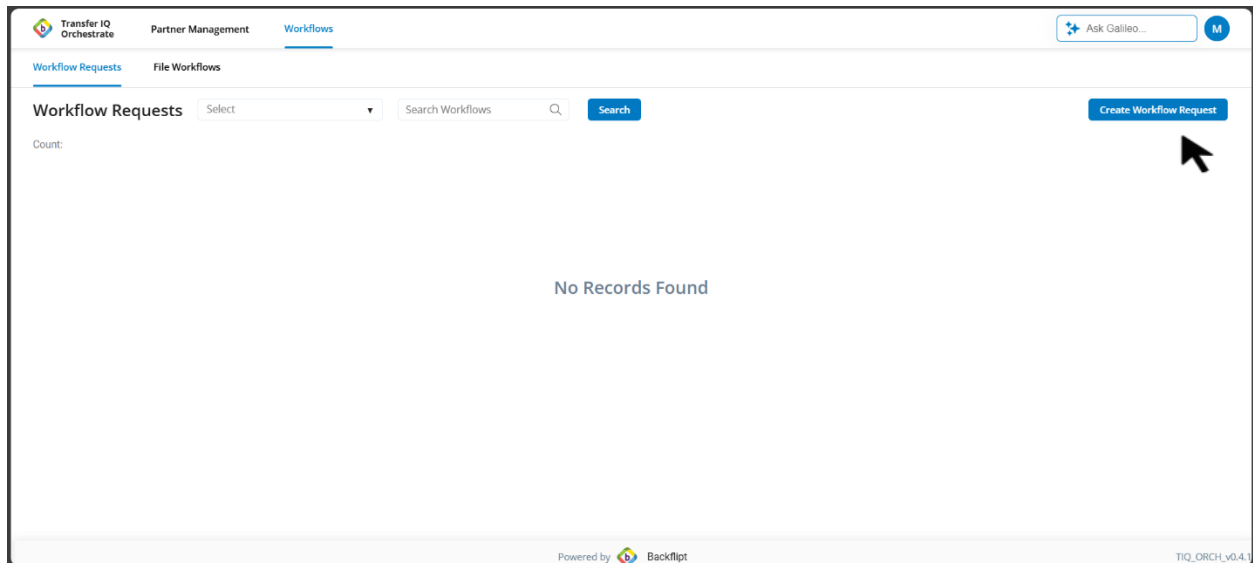 Transfer IQ
Orchestrate
Partner Management
Workflows
Ask Galileo...
M
Workflow Requests
File Workflows
Workflow Requests
Select
Search Workflows
Search
Create Workflow Request
Count:
No Records Found
Powered by b Backflipt
TIQ_ORCH_v0.4.1